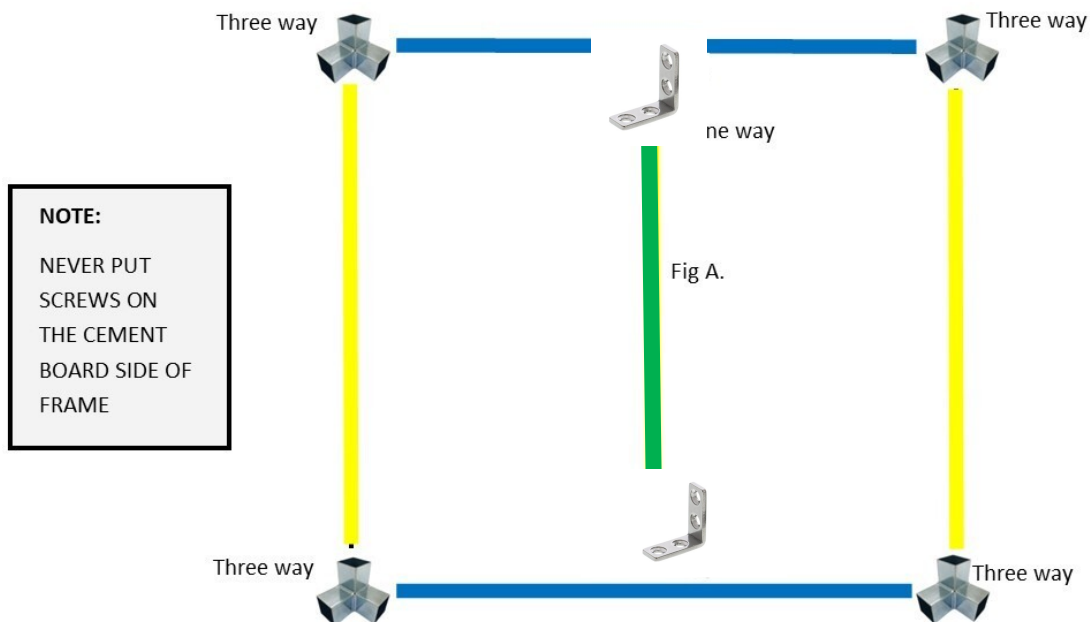 Three way
Three way
ne way
NOTE:
NEVER PUT
SCREWS ON
THE CEMENT
BOARD SIDE OF
FRAME
Fig A.
Three way
Three way